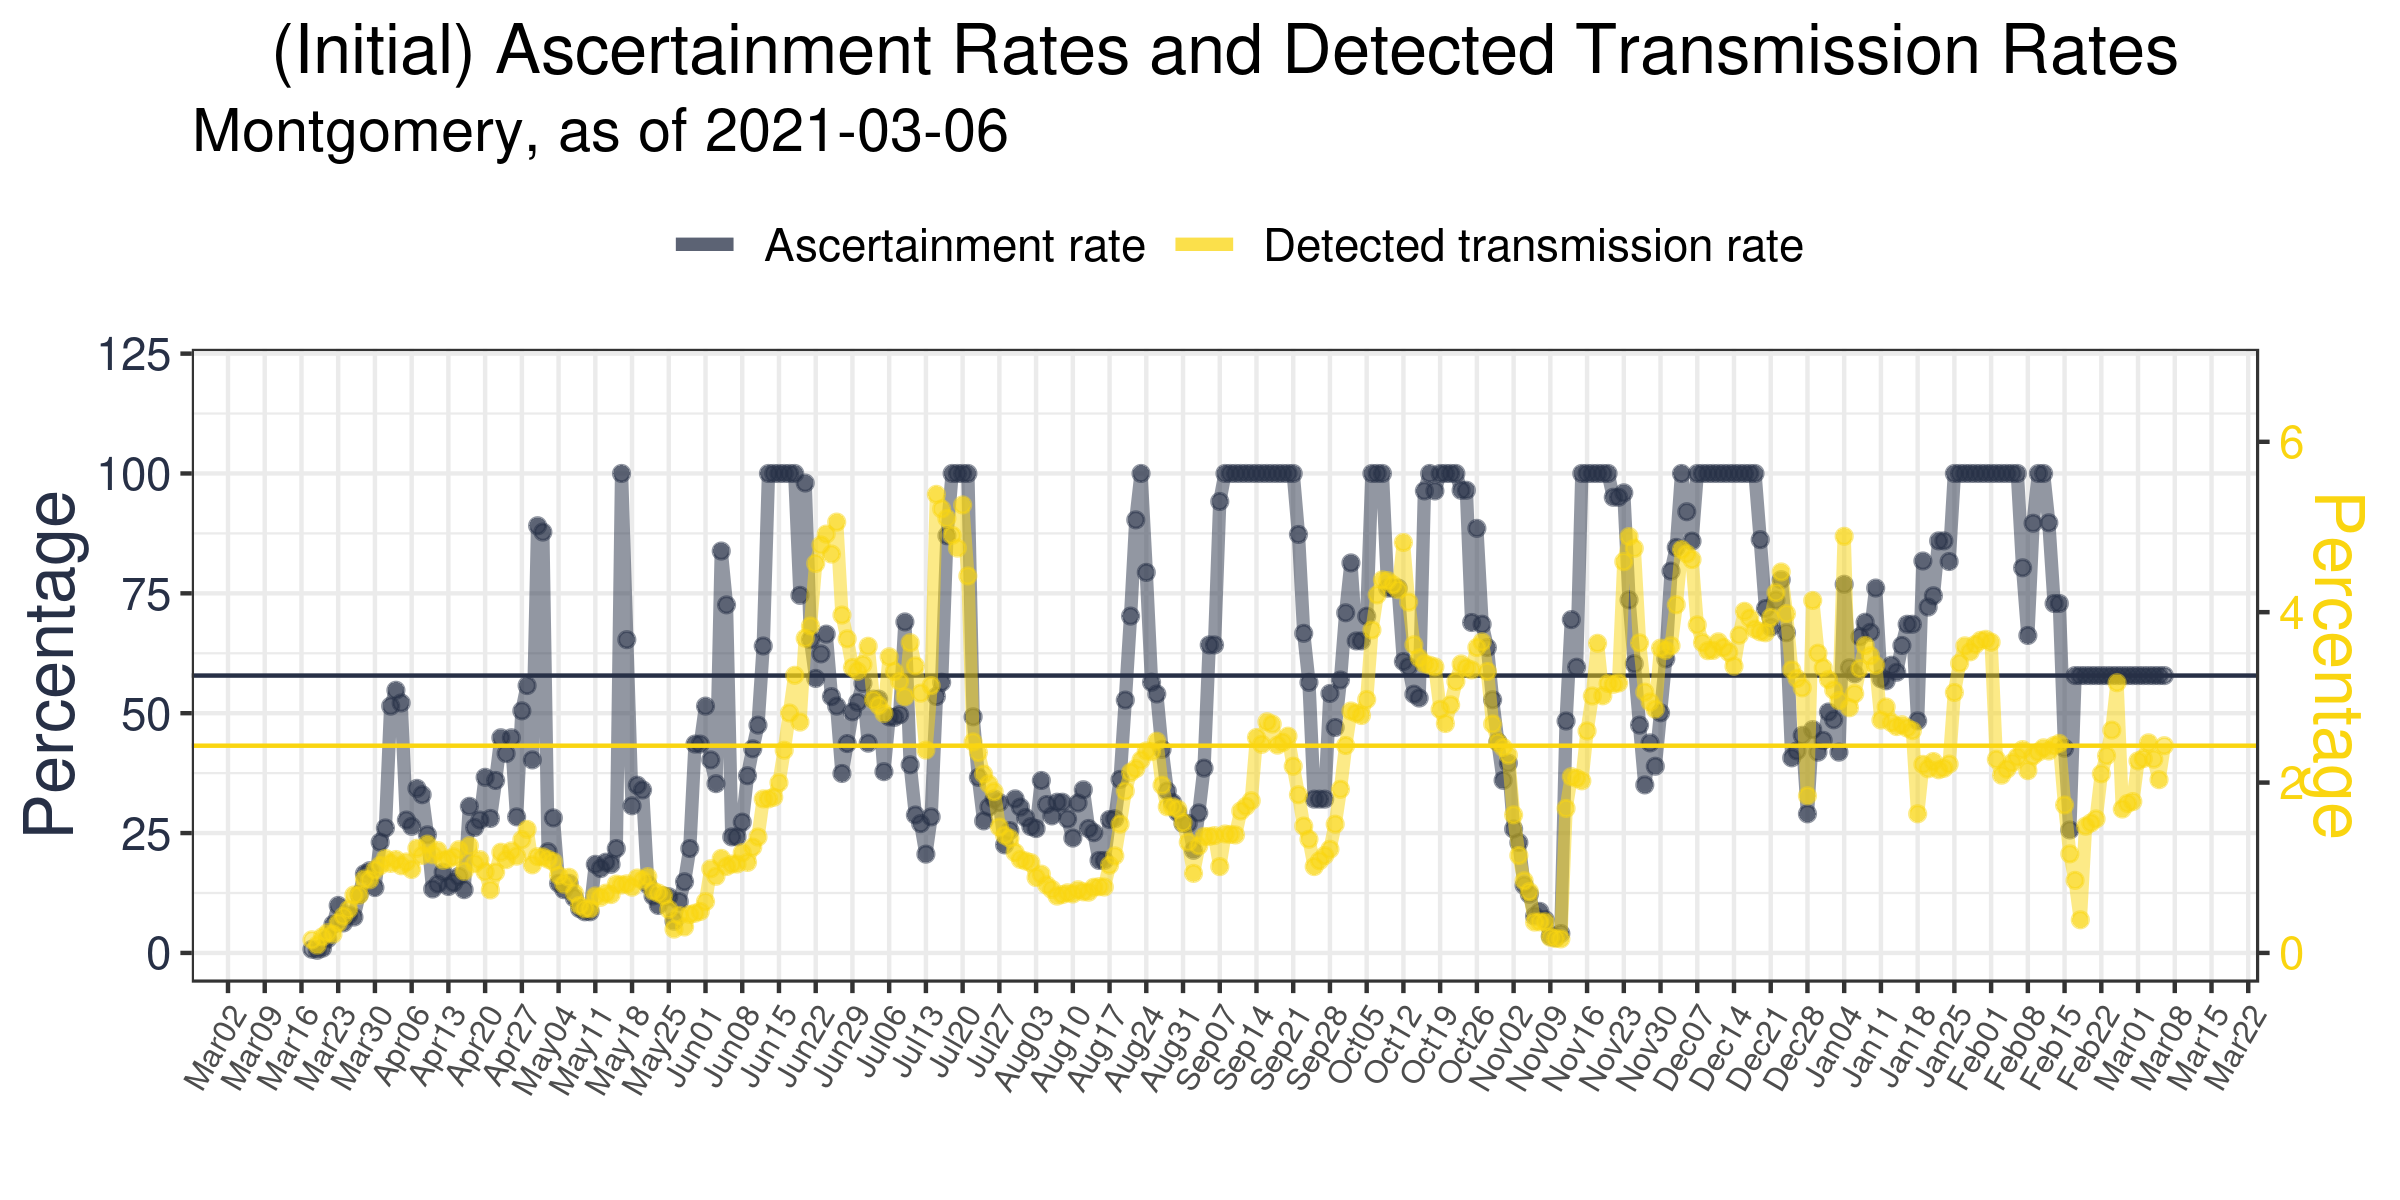 (Initial) Ascertainment Rates and Detected Transmission Rates
Montgomery, as of 2021-03-06
Ascertainment rate Detected transmission rate
Percentage
125
100
75
50
25
0
6
4
2
0
Percentage
Mar02 Mar09 Mar16 Mar23 Mar30 Apr06 Apr13 Apr20 Apr27 May04 May11 May18 May25 Jun01 Jun08 Jun15 Jun22 Jun29 Jul06 Jul13 Jul20 Jul27 Aug03 Aug10 Aug17 Aug24 Aug31 Sep07 Sep14 Sep21 Sep28 Oct05 Oct12 Oct19 Oct26 Nov02 Nov09 Nov16 Nov23 Nov30 Dec07 Dec14 Dec21 Dec28 Jan04 Jan11 Jan18 Jan25 Feb01 Feb08 Feb15 Feb22 Mar01 Mar08 Mar15 Mar22